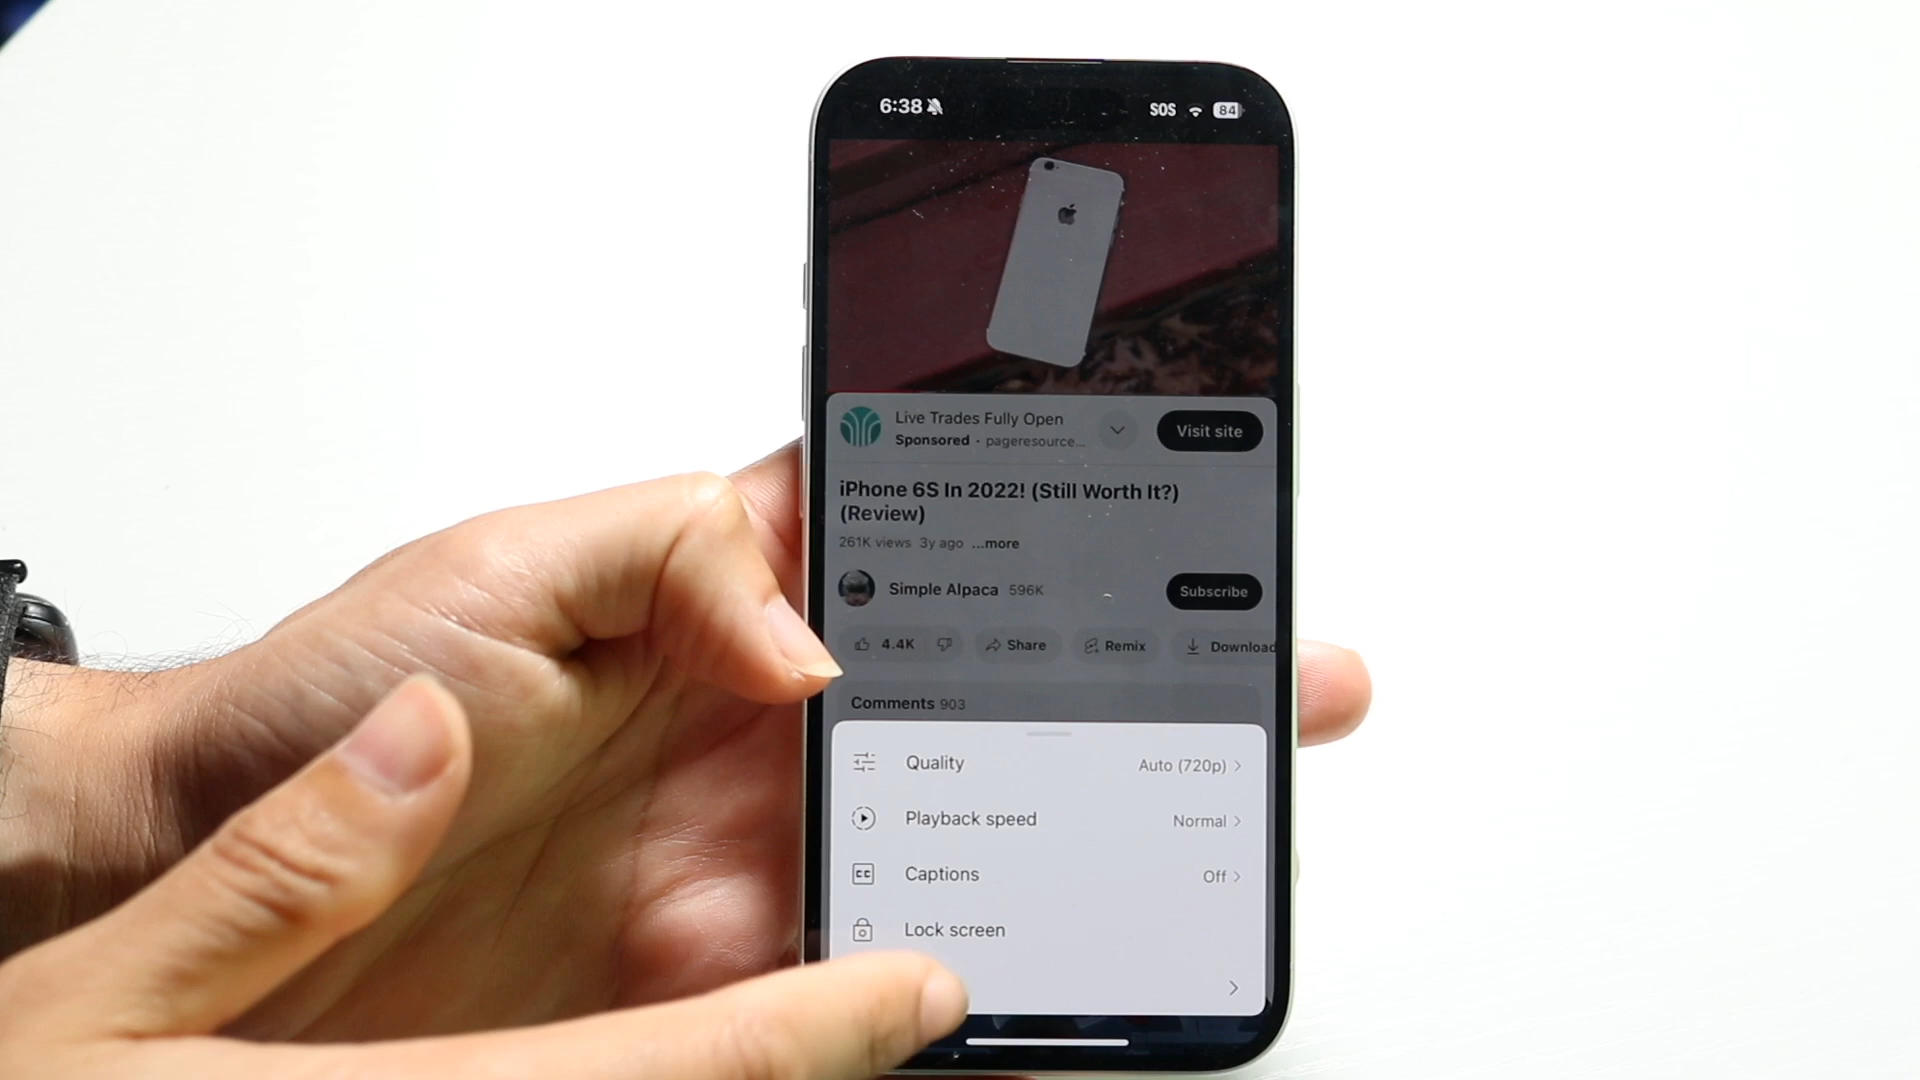 6:38
SOS
84
Live Trades Fully Open
Visit site
Sponsored · pageresource...
iPhone 6S In 2022! (Still Worth It?)
(Review)
261K views 3y ago ...more
Simple Alpaca 596K
Subscribe
4.4K
Share
Remix
Download
Comments 903
Quality
Auto (720p)
Playback speed
Normal
CC
Captions
Off
Lock screen